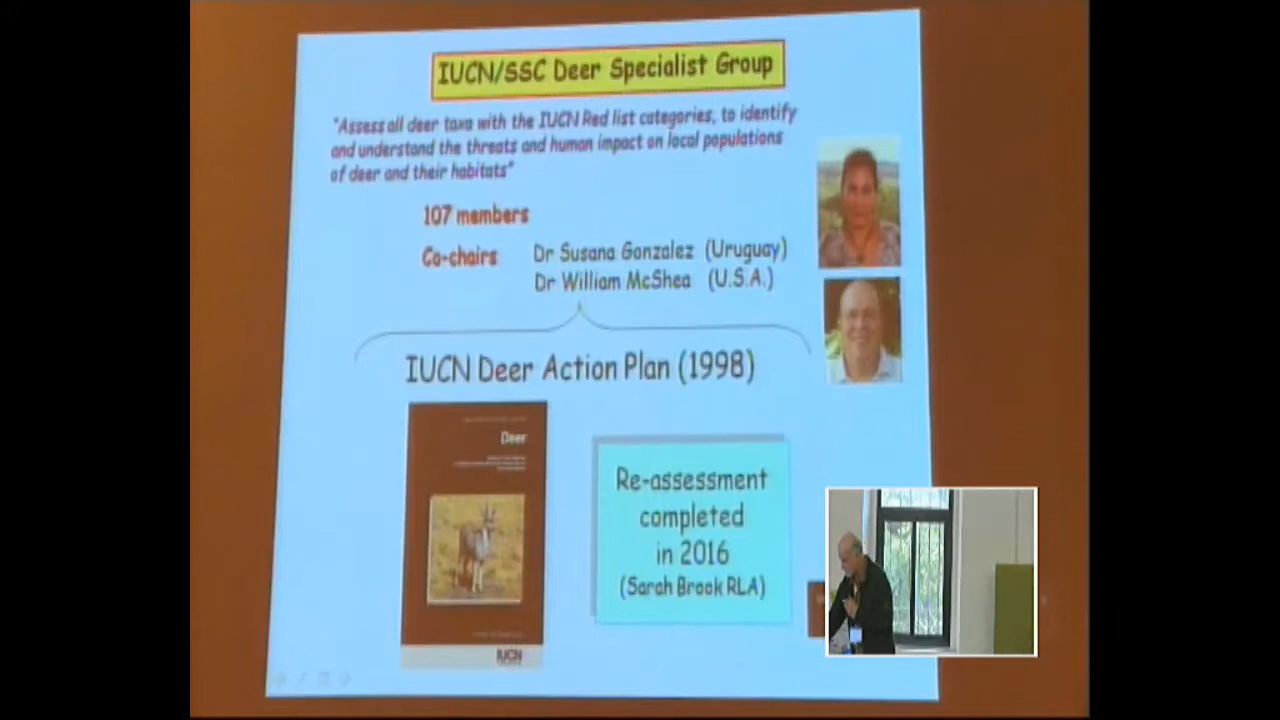 IUCN/SSC Deer Specialist Group
"Assess all deer taxa with the IUCN Red list categories, to identify
and understand the threats and human impact on local populations
of deer and their habitats"
107 members
Co-chairs Dr Susana Gonzalez (Uruguay)
Dr William McShea (U.S.A.)
IUCN Deer Action Plan (1998)
Deer
IUCN
Re-assessment
completed
in 2016
(Sarah Brook RLA)